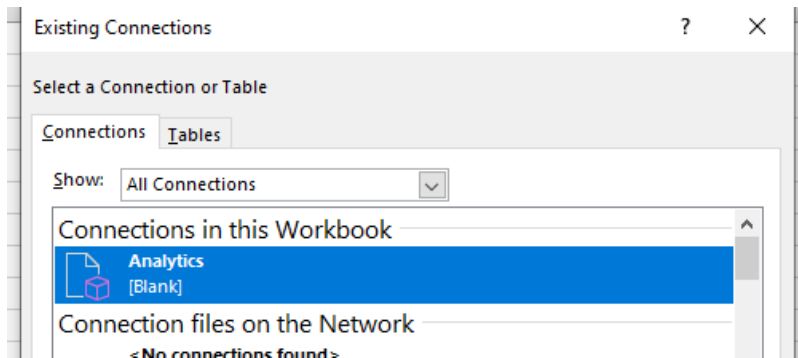 Existing Connections ? ×
Select a Connection or Table
Connections Tables
Show: All Connections
Connections in this Workbook
Analytics
[Blank]
Connection files on the Network
<No connections found>